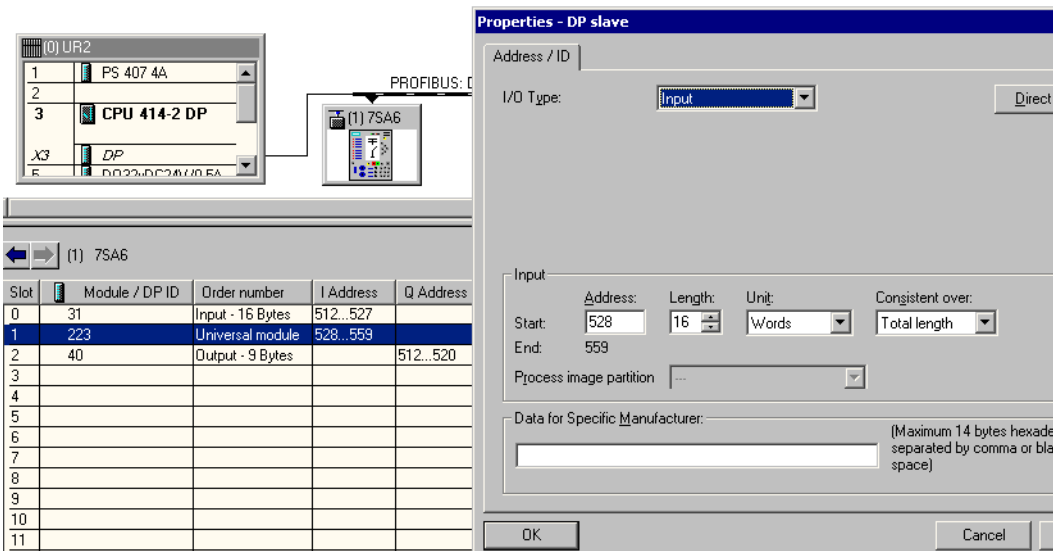 (0) UR2
1 PS 407 4A
2
3 CPU 414-2 DP
X3 DP
5 DO32xDC24V/0.5A
PROFIBUS:
(1) 7SA6
(1) 7SA6
Slot Module / DP ID Order number I Address Q Address
0 31 Input - 16 Bytes 512...527
1 223 Universal module 528...559
2 40 Output - 9 Bytes 512...520
3
4
5
6
7
8
9
10
11
Properties - DP slave
Address / ID
I/O Type: Input Direct
Input
Address: Length: Unit: Consistent over:
Start: 528 16 Words Total length
End: 559
Process image partition ---
Data for Specific Manufacturer:
(Maximum 14 bytes hexade
separated by comma or bla
space)
OK Cancel